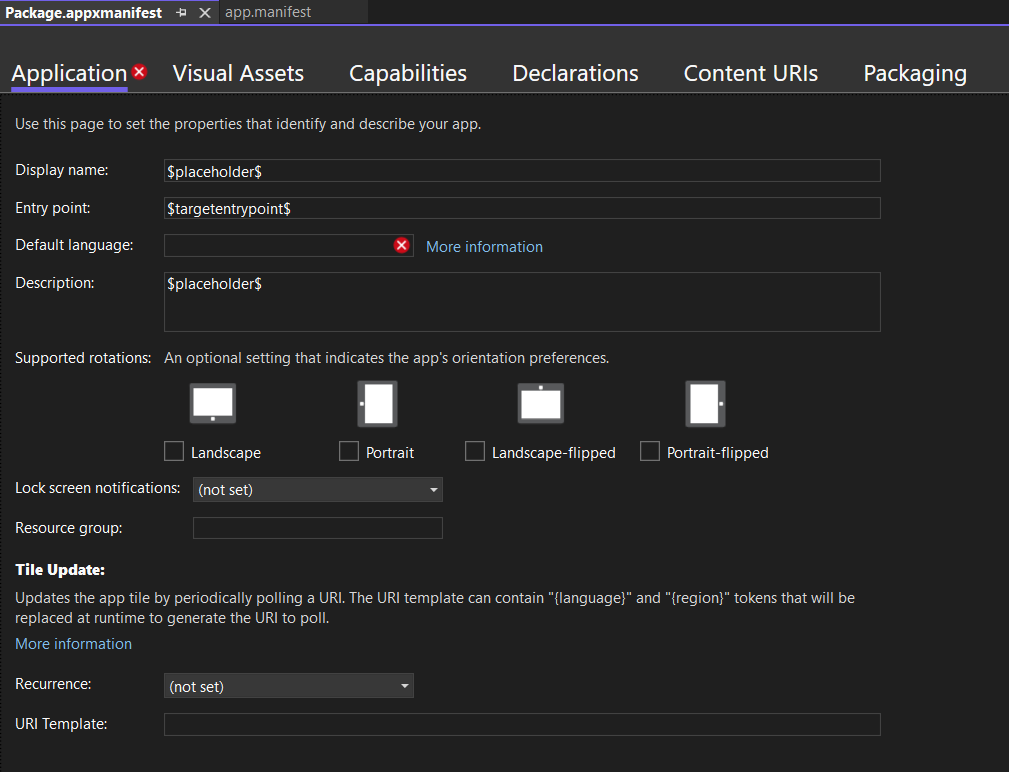 Package.appxmanifest app.manifest
Application Visual Assets Capabilities Declarations Content URIs Packaging
Use this page to set the properties that identify and describe your app.
Display name: $placeholder$
Entry point: $targetentrypoint$
Default language: More information
Description: $placeholder$
Supported rotations: An optional setting that indicates the app's orientation preferences.
Landscape Portrait Landscape-flipped Portrait-flipped
Lock screen notifications: (not set)
Resource group:
Tile Update:
Updates the app tile by periodically polling a URI. The URI template can contain "{language}" and "{region}" tokens that will be
replaced at runtime to generate the URI to poll.
More information
Recurrence: (not set)
URI Template: